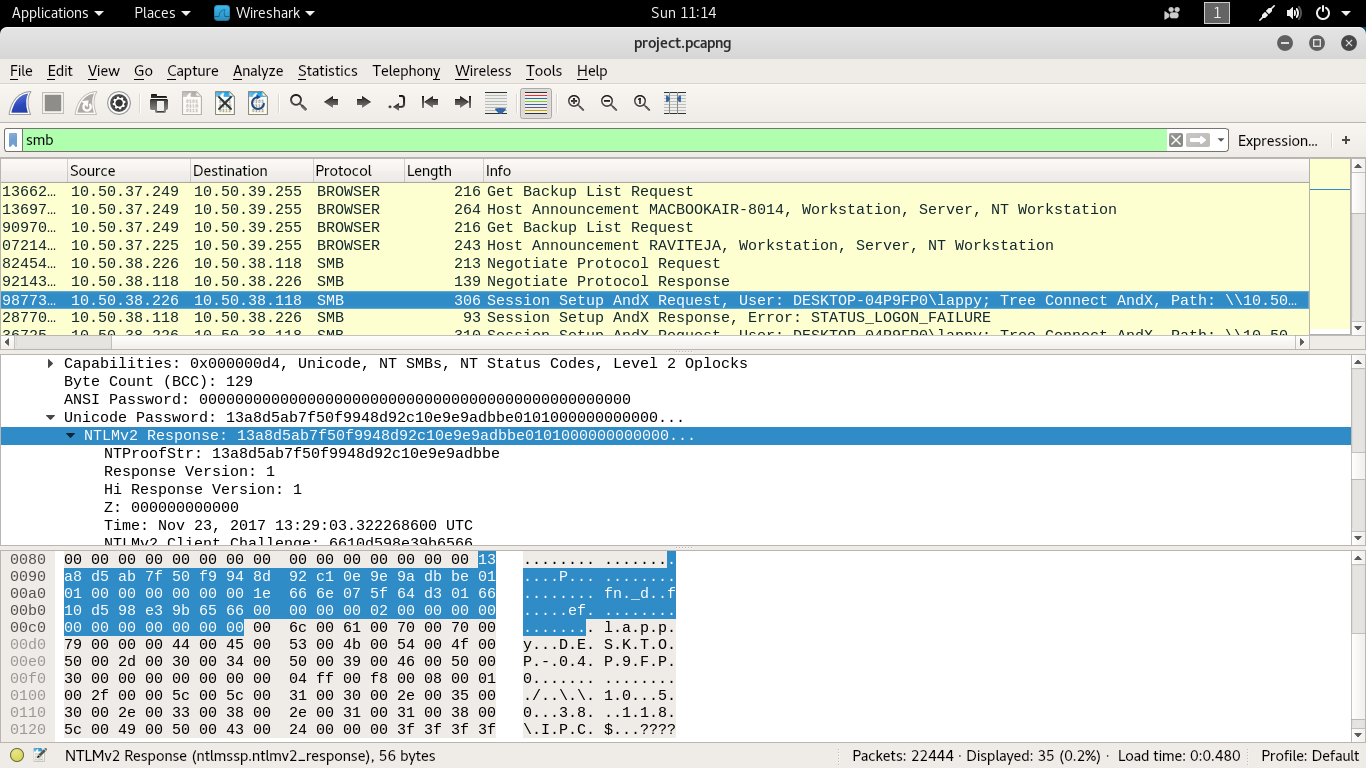 Applications Places Wireshark Sun 11:14 1
project.pcapng
File Edit View Go Capture Analyze Statistics Telephony Wireless Tools Help
smb Expression... +
Source Destination Protocol Length Info
13662… 10.50.37.249 10.50.39.255 BROWSER 216 Get Backup List Request
13697… 10.50.37.249 10.50.39.255 BROWSER 264 Host Announcement MACBOOKAIR-8014, Workstation, Server, NT Workstation
90970… 10.50.37.249 10.50.39.255 BROWSER 216 Get Backup List Request
07214… 10.50.37.225 10.50.39.255 BROWSER 243 Host Announcement RAVITEJA, Workstation, Server, NT Workstation
82454… 10.50.38.226 10.50.38.118 SMB 213 Negotiate Protocol Request
92143… 10.50.38.118 10.50.38.226 SMB 139 Negotiate Protocol Response
98773… 10.50.38.226 10.50.38.118 SMB 306 Session Setup AndX Request, User: DESKTOP-04P9FP0\lappy; Tree Connect AndX, Path: \\10.50…
28770… 10.50.38.118 10.50.38.226 SMB 93 Session Setup AndX Response, Error: STATUS_LOGON_FAILURE
36725… 10.50.38.226 10.50.38.118 SMB 310 Session Setup AndX Request, User: DESKTOP-04P9FP0\lappy; Tree Connect AndX, Path: \\10.50
Capabilities: 0x000000d4, Unicode, NT SMBs, NT Status Codes, Level 2 Oplocks
Byte Count (BCC): 129
ANSI Password: 000000000000000000000000000000000000000000000000
Unicode Password: 13a8d5ab7f50f9948d92c10e9e9adbbe0101000000000000...
NTLMv2 Response: 13a8d5ab7f50f9948d92c10e9e9adbbe0101000000000000...
NTProofStr: 13a8d5ab7f50f9948d92c10e9e9adbbe
Response Version: 1
Hi Response Version: 1
Z: 000000000000
Time: Nov 23, 2017 13:29:03.322268600 UTC
NTLMv2 Client Challenge: 6610d598e39b6566
0080 00 00 00 00 00 00 00 00 00 00 00 00 00 00 00 13 ........ ........
0090 a8 d5 ab 7f 50 f9 94 8d 92 c1 0e 9e 9a db be 01 ....P... ........
00a0 01 00 00 00 00 00 00 1e 66 6e 07 5f 64 d3 01 66 ........ fn._d..f
00b0 10 d5 98 e3 9b 65 66 00 00 00 00 02 00 00 00 00 .....ef. ........
00c0 00 00 00 00 00 00 00 00 6c 00 61 00 70 00 70 00 ........ l.a.p.p.
00d0 79 00 00 00 44 00 45 00 53 00 4b 00 54 00 4f 00 y...D.E. S.K.T.O.
00e0 50 00 2d 00 30 00 34 00 50 00 39 00 46 00 50 00 P.-.0.4. P.9.F.P.
00f0 30 00 00 00 00 00 00 00 04 ff 00 f8 00 08 00 01 0....... ........
0100 00 2f 00 00 5c 00 5c 00 31 00 30 00 2e 00 35 00 ./..\.\. 1.0...5.
0110 30 00 2e 00 33 00 38 00 2e 00 31 00 31 00 38 00 0...3.8. ..1.1.8.
0120 5c 00 49 00 50 00 43 00 24 00 00 00 3f 3f 3f 3f \.I.P.C. $...????
NTLMv2 Response (ntlmssp.ntlmv2_response), 56 bytes Packets: 22444 · Displayed: 35 (0.2%) · Load time: 0:0.480 Profile: Default